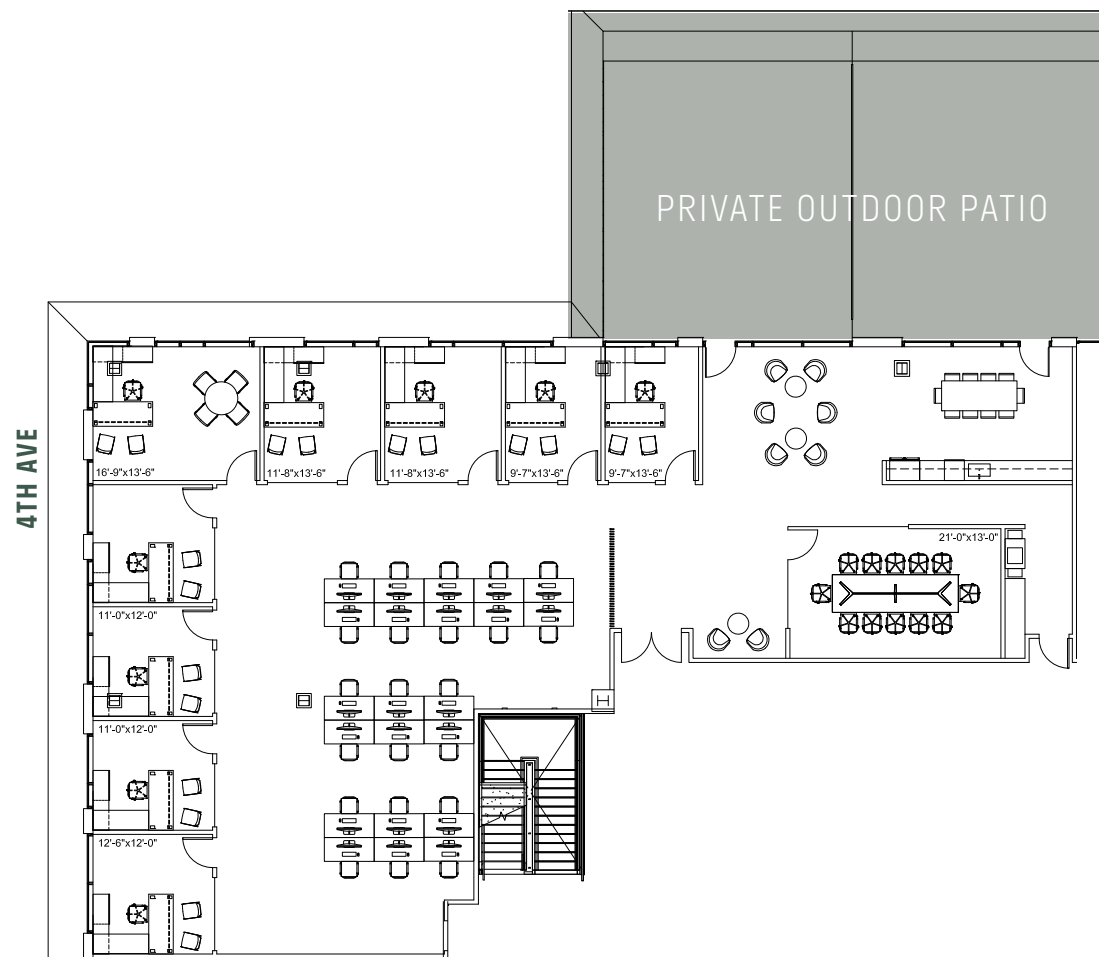 PRIVATE OUTDOOR PATIO
4TH AVE
16'-9"x13'-6"
11'-8"x13'-6"
11'-8"x13'-6"
9'-7"x13'-6"
9'-7"x13'-6"
21'-0"x13'-0"
11'-0"x12'-0"
11'-0"x12'-0"
12'-6"x12'-0"